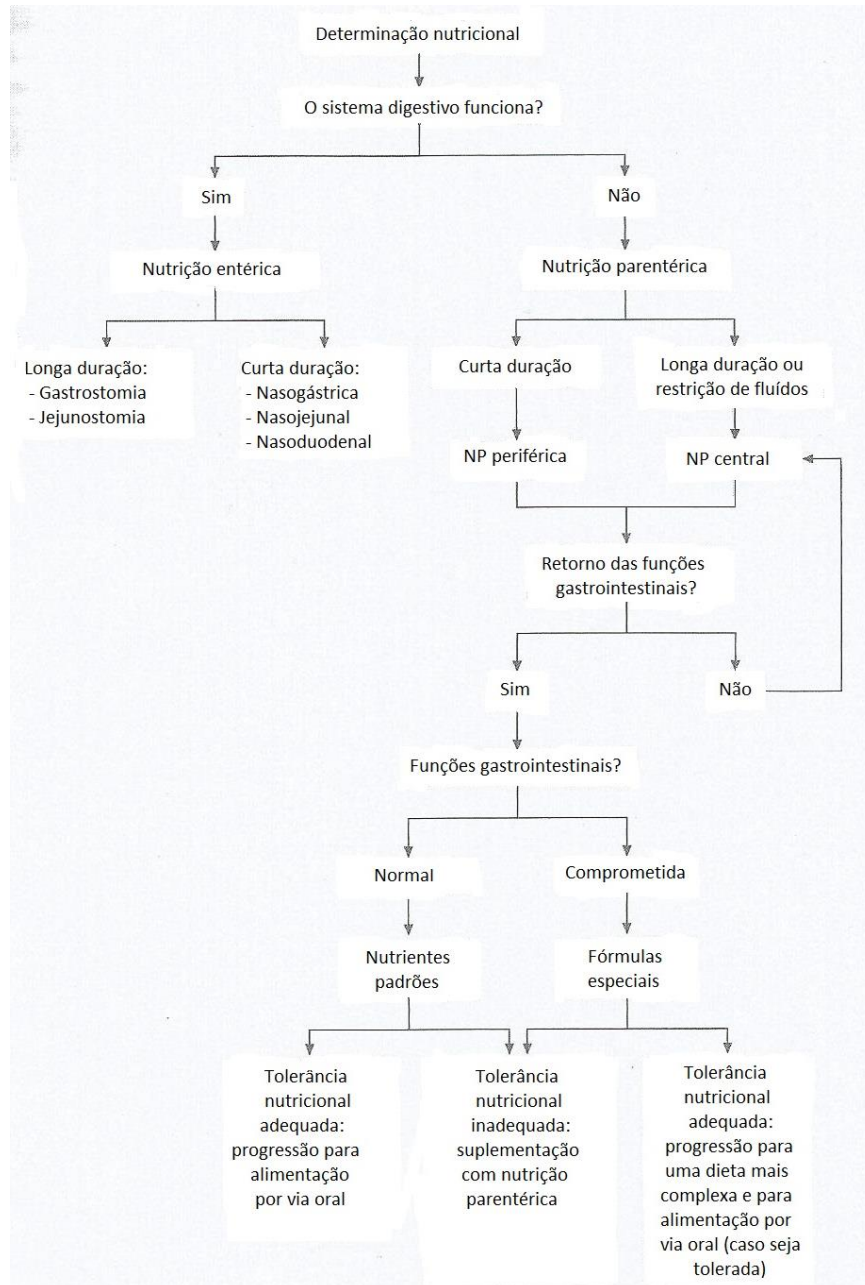 Determinação nutricional
O sistema digestivo funciona?
Sim
Não
Nutrição entérica
Nutrição parentérica
Longa duração:
- Gastrostomia
- Jejunostomia
Curta duração:
- Nasogástrica
- Nasojejunal
- Nasoduodenal
Curta duração
Longa duração ou
restrição de fluídos
NP periférica
NP central
Retorno das funções
gastrointestinais?
Sim
Não
Funções gastrointestinais?
Normal
Comprometida
Nutrientes
padrões
Fórmulas
especiais
Tolerância
nutricional
adequada:
progressão para
alimentação
por via oral
Tolerância
nutricional
inadequada:
suplementação
com nutrição
parentérica
Tolerância
nutricional
adequada:
progressão para
uma dieta mais
complexa e para
alimentação por
via oral (caso seja
tolerada)